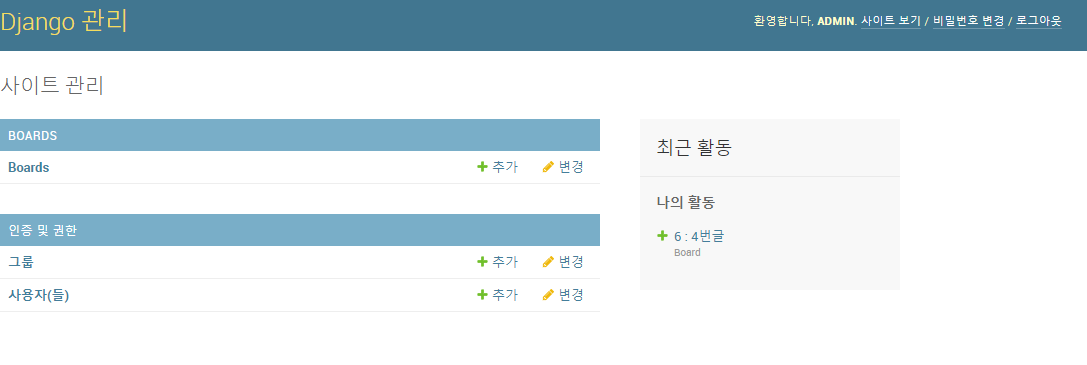 Django 관리
환영합니다, ADMIN. 사이트 보기 / 비밀번호 변경 / 로그아웃
사이트 관리
BOARDS
Boards 추가 변경
인증 및 권한
그룹 추가 변경
사용자(들) 추가 변경
최근 활동
나의 활동
6 : 4번글
Board